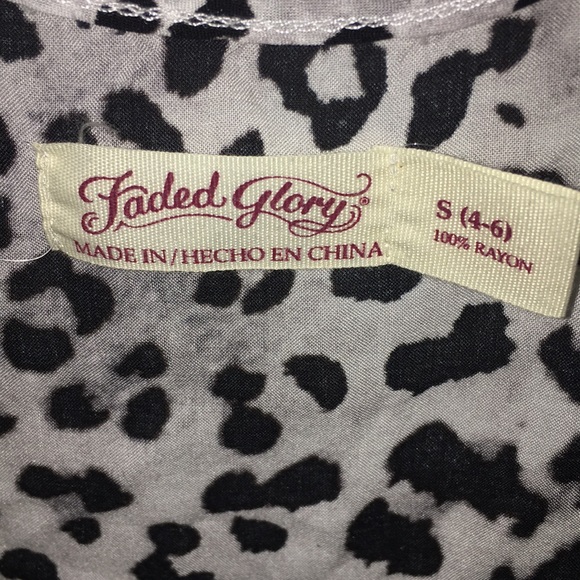 Faded Glory®
MADE IN/HECHO EN CHINA
S (4-6)
100% RAYON